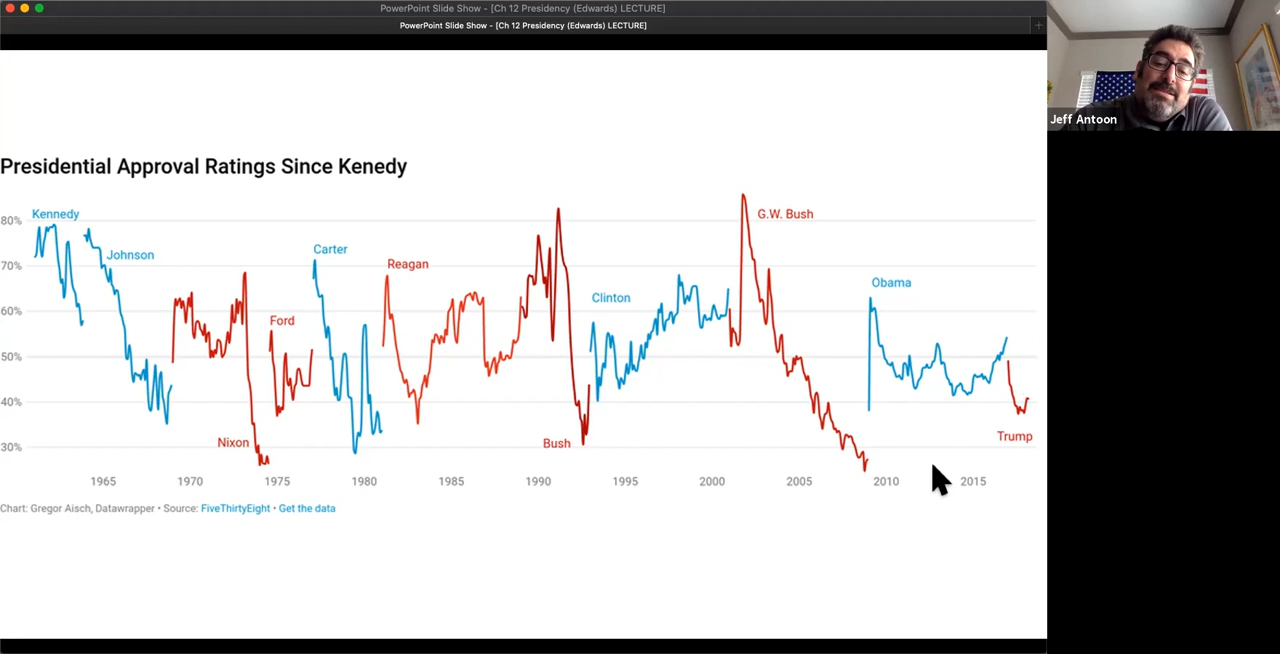 PowerPoint Slide Show - [Ch 12 Presidency (Edwards) LECTURE]
PowerPoint Slide Show - [Ch 12 Presidency (Edwards) LECTURE]
Jeff Antoon
Presidential Approval Ratings Since Kenedy
80%
70%
60%
50%
40%
30%
Kennedy
Johnson
Nixon
Ford
Carter
Reagan
Bush
Clinton
G.W. Bush
Obama
Trump
1965 1970 1975 1980 1985 1990 1995 2000 2005 2010 2015
Chart: Gregor Aisch, Datawrapper • Source: FiveThirtyEight • Get the data